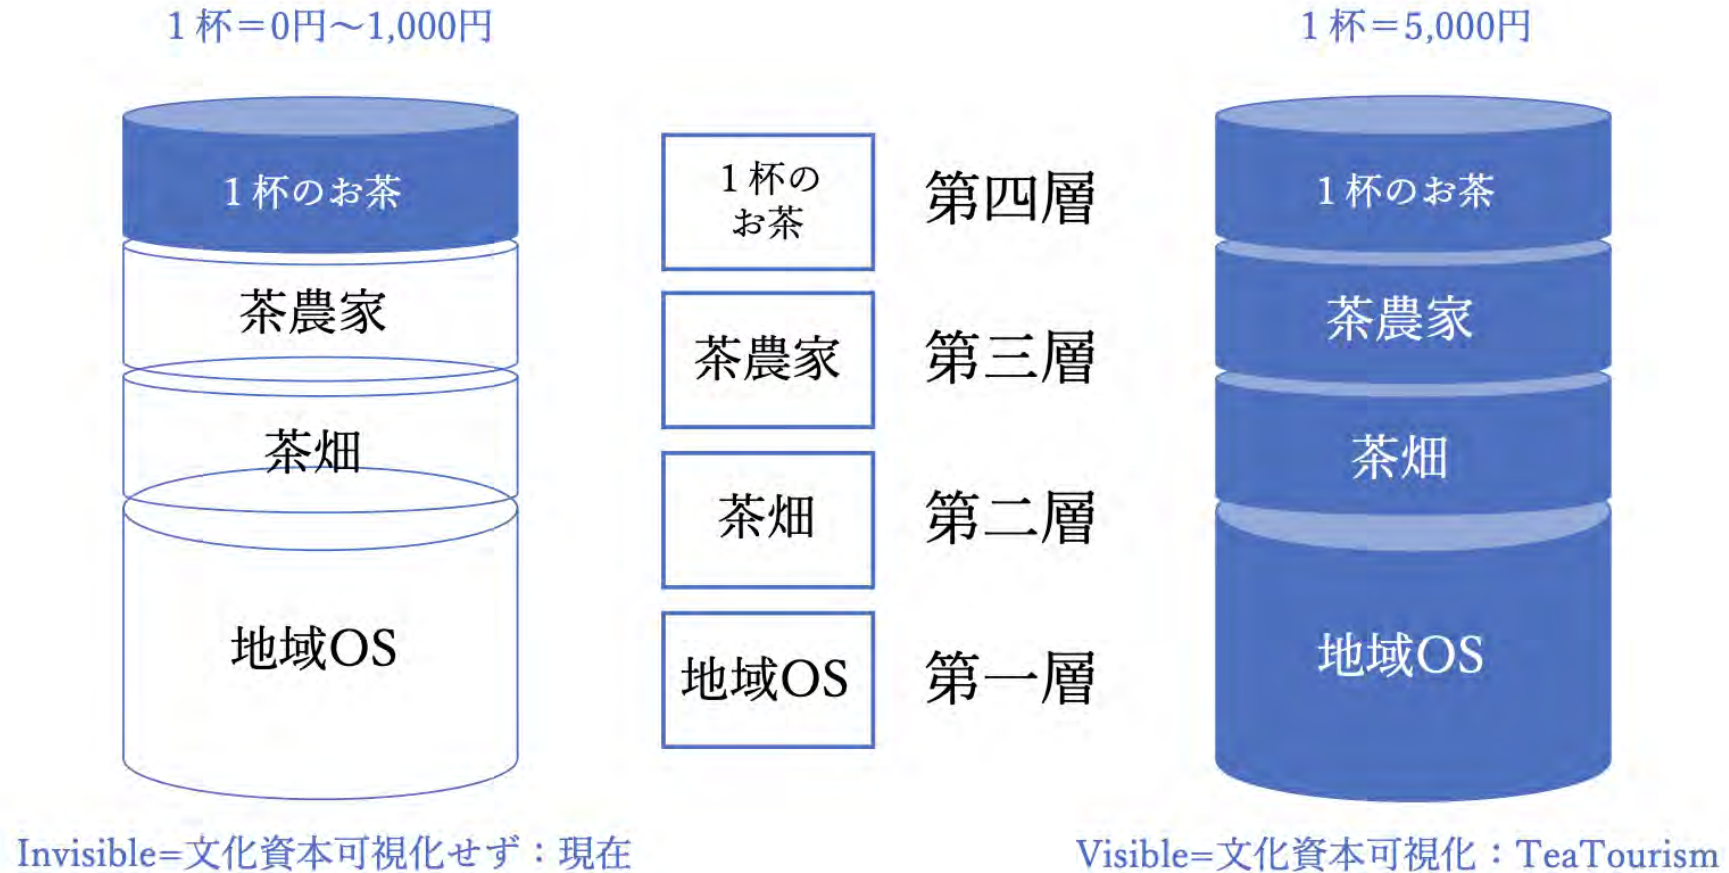 1杯＝0円〜1,000円
1杯のお茶
茶農家
茶畑
地域OS
Invisible=文化資本可視化せず：現在
1杯の
お茶
第四層
茶農家
第三層
茶畑
第二層
地域OS
第一層
1杯＝5,000円
1杯のお茶
茶農家
茶畑
地域OS
Visible=文化資本可視化：TeaTourism